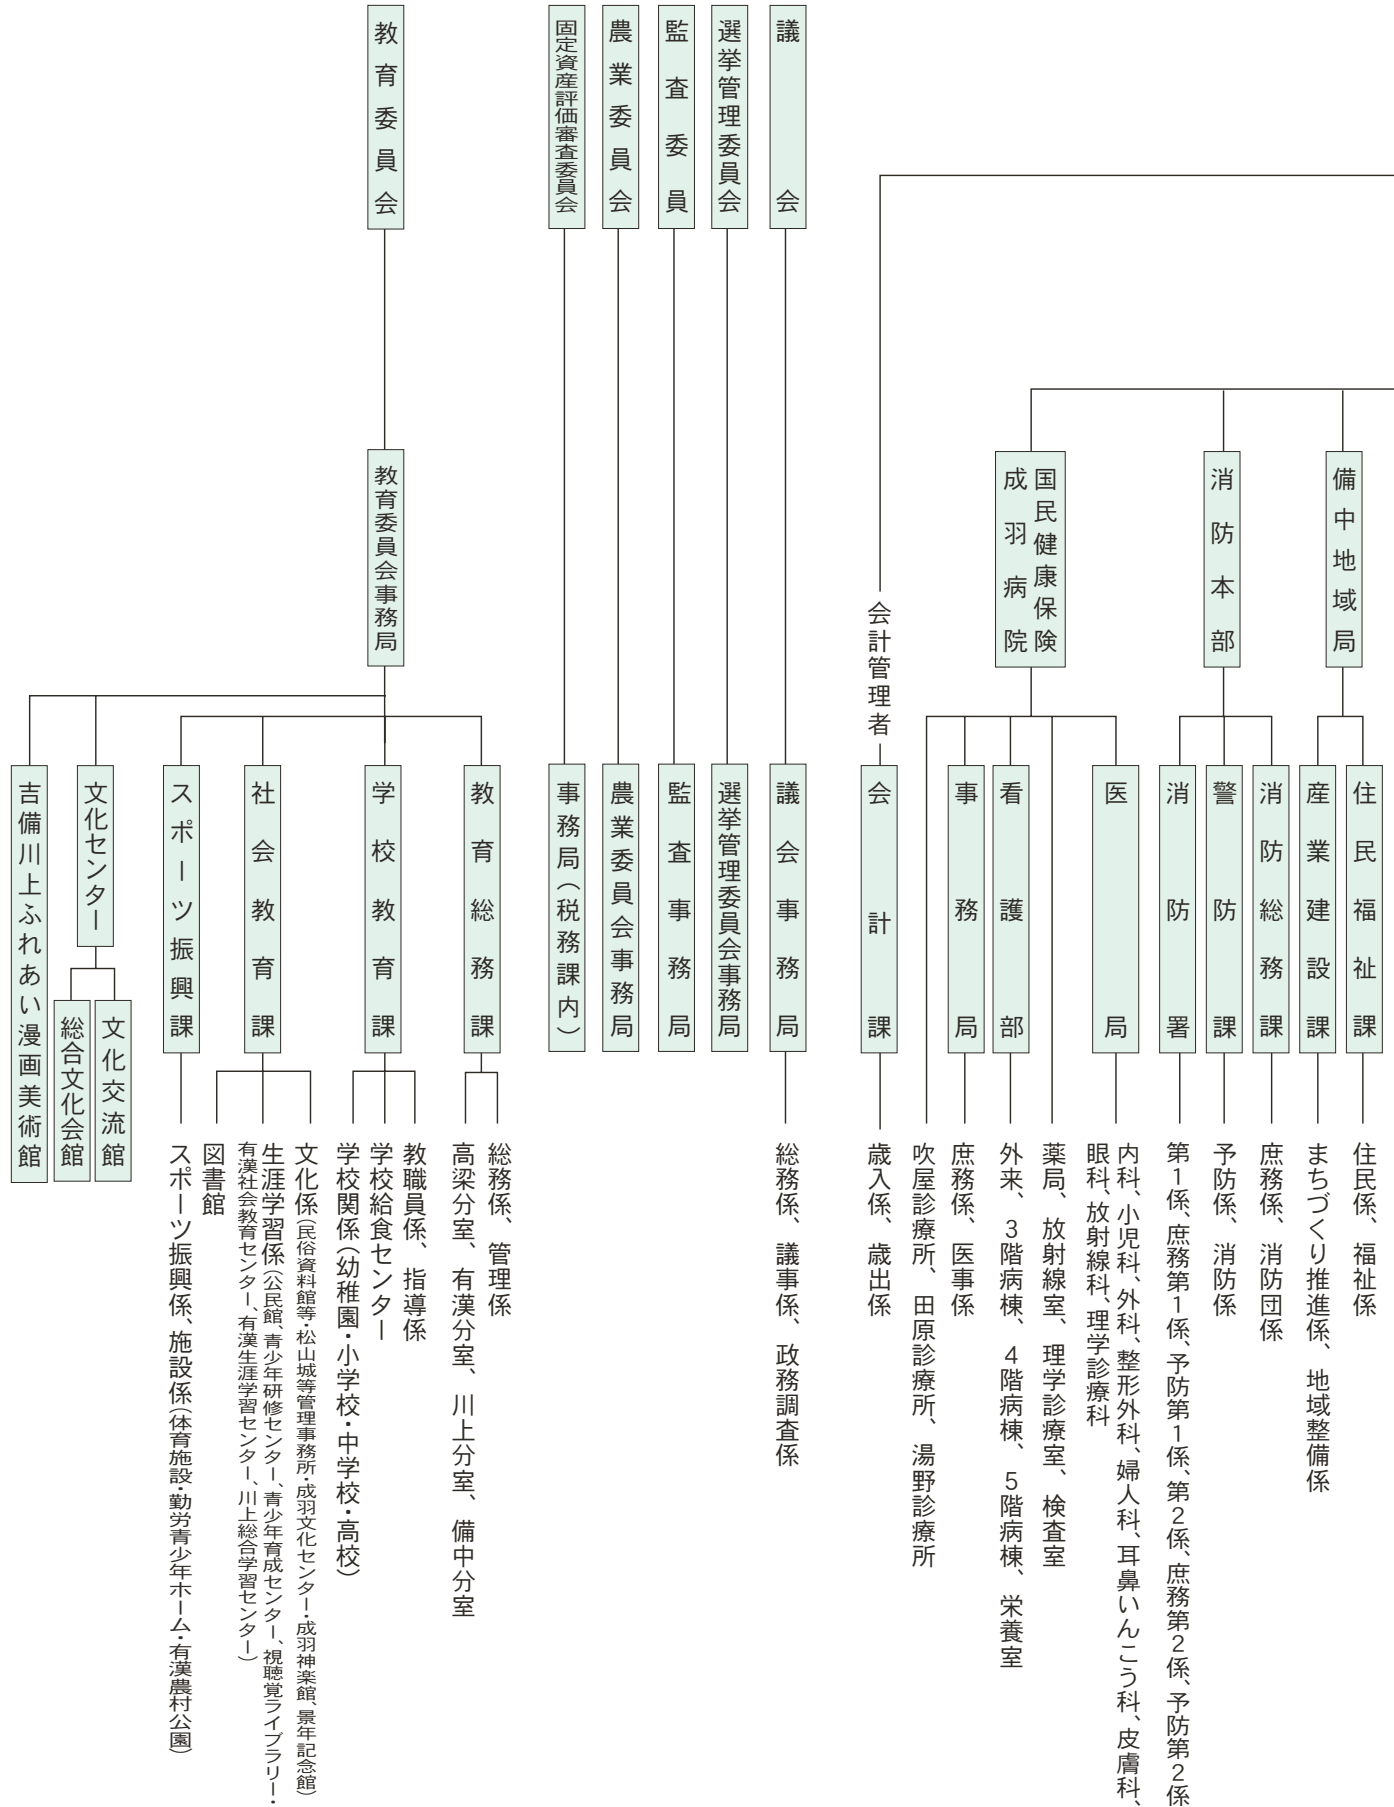 備中地域局
消防本部
国民健康保険
成羽病院
会計管理者
議会
選挙管理委員会
監査委員
農業委員会
固定資産評価審査委員会
教育委員会
教育委員会事務局
住民福祉課
産業建設課
消防総務課
警防課
消防署
医局
看護部
事務局
会計課
議会事務局
選挙管理委員会事務局
監査事務局
農業委員会事務局
事務局（税務課内）
教育総務課
学校教育課
社会教育課
スポーツ振興課
文化センター
文化交流館
総合文化会館
吉備川上ふれあい漫画美術館
住民係、福祉係
まちづくり推進係、地域整備係
庶務係、消防団係
予防係、消防係
第1係、庶務第1係、予防第1係、第2係、庶務第2係、予防第2係
内科、小児科、外科、整形外科、婦人科、耳鼻いんこう科、皮膚科、
眼科、放射線科、理学診療科
薬局、放射線室、理学診療室、検査室
外来、3階病棟、4階病棟、5階病棟、栄養室
庶務係、医事係
吹屋診療所、田原診療所、湯野診療所
歳入係、歳出係
総務係、議事係、政務調査係
総務係、管理係
高梁分室、有漢分室、川上分室、備中分室
教職員係、指導係
学校給食センター
学校関係（幼稚園・小学校・中学校・高校）
文化係（民俗資料館等・松山城等管理事務所・成羽文化センター・成羽神楽館、景年記念館）
生涯学習係（公民館、青少年研修センター、青少年育成センター、視聴覚ライブラリー・
有漢社会教育センター、有漢生涯学習センター、川上総合学習センター）
図書館
スポーツ振興係、施設係（体育施設・勤労青少年ホーム・有漢農村公園）